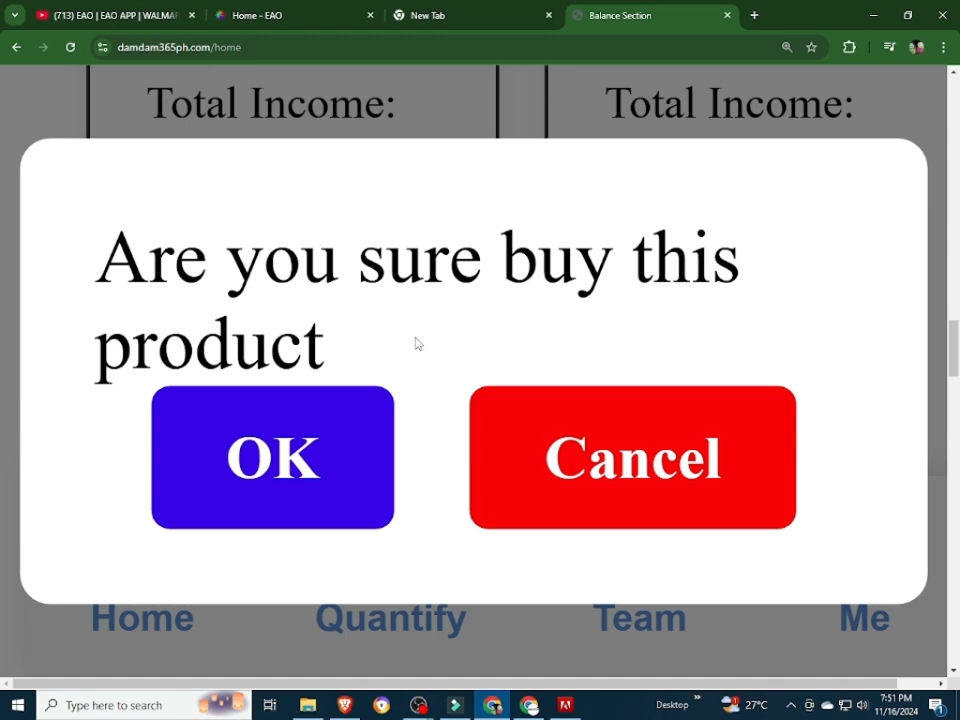 (713) EAO | EAO APP | WALMA
Home - EAO
New Tab
Balance Section
damdam365ph.com/home
Total Income:
Total Income:
Are you sure buy this
product
OK
Cancel
Home
Quantify
Team
Me
Type here to search
Desktop
27°C
7:51 PM
11/16/2024
1